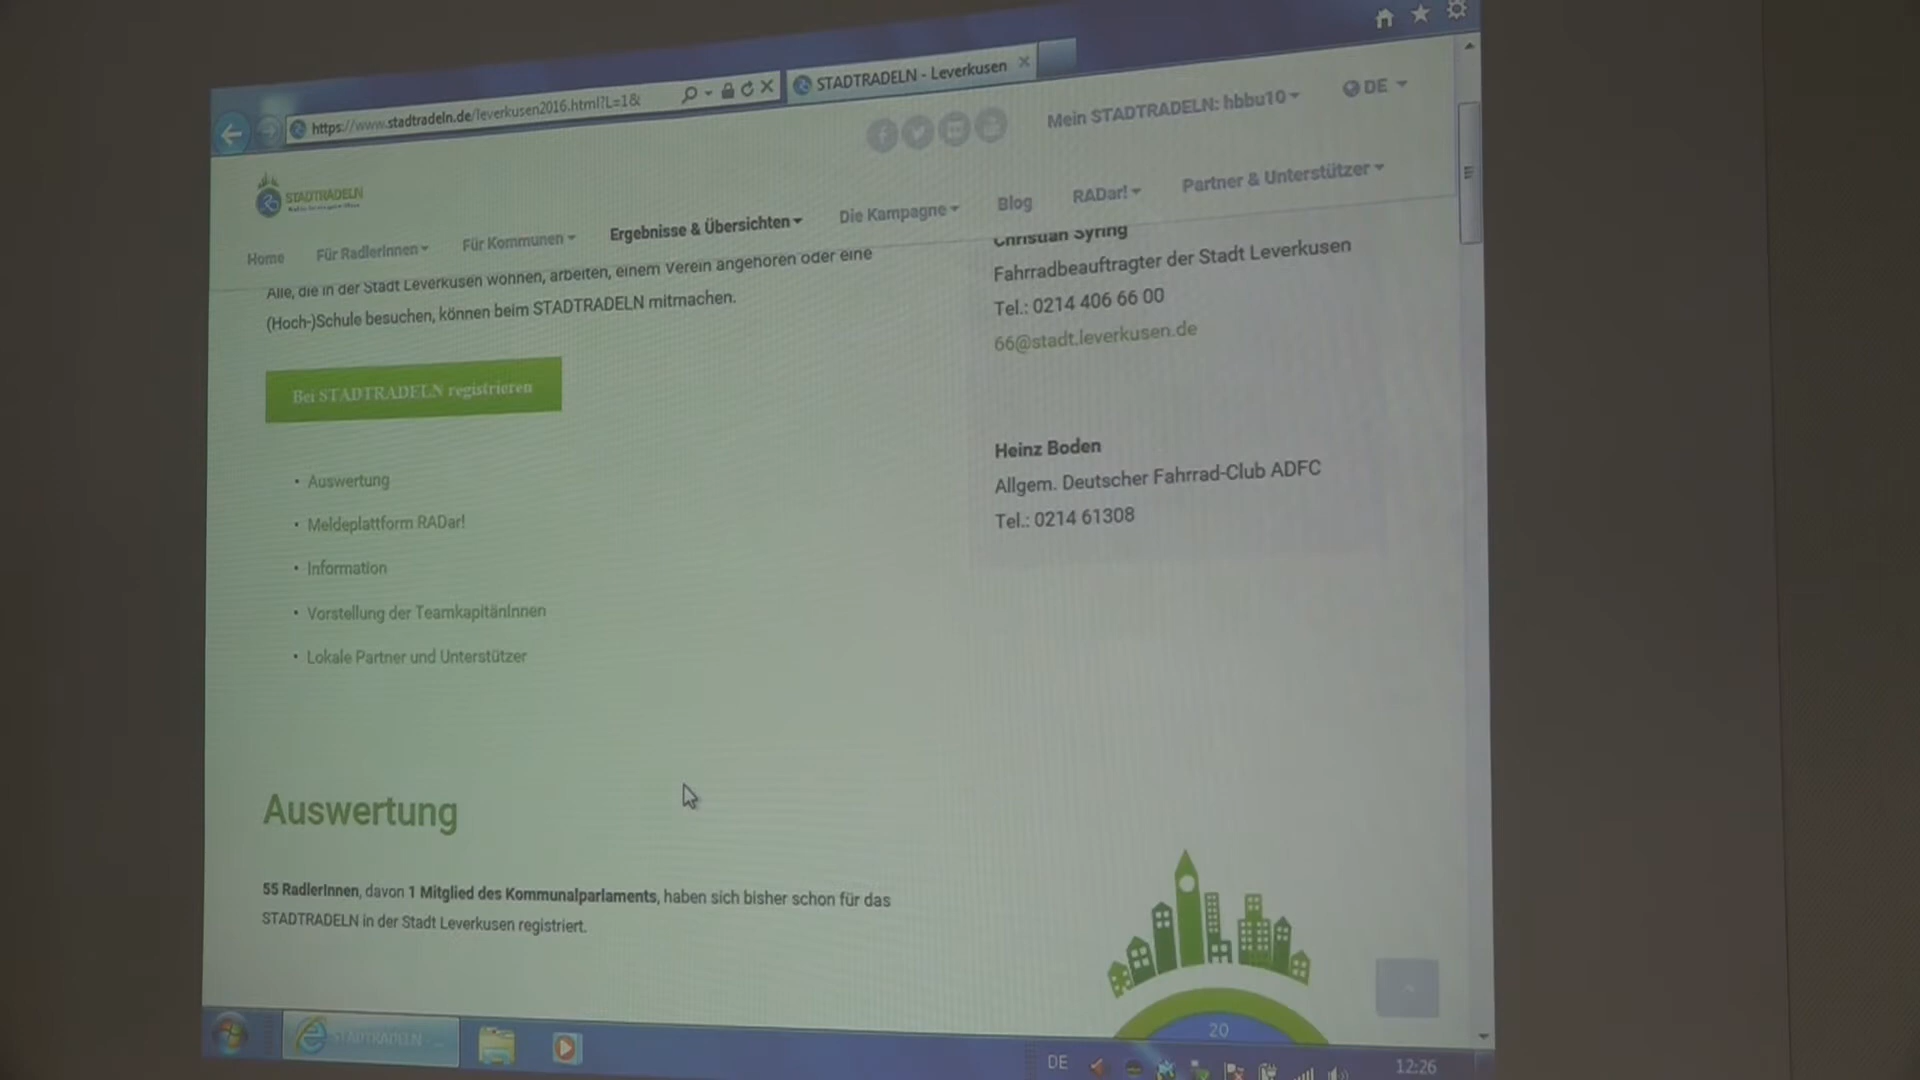 https://www.stadtradeln.de/leverkusen2016.html?L=1&
STADTRADELN - Leverkusen
Mein STADTRADELN: hbbu10
DE
STADTRADELN
Home
Für RadlerInnen
Für Kommunen
Ergebnisse & Übersichten
Die Kampagne
Blog
RADar!
Partner & Unterstützer
Alle, die in der Stadt Leverkusen wohnen, arbeiten, einem Verein angehören oder eine
(Hoch-)Schule besuchen, können beim STADTRADELN mitmachen.
Bei STADTRADELN registrieren
• Auswertung
• Meldeplattform RADar!
• Information
• Vorstellung der TeamkapitänInnen
• Lokale Partner und Unterstützer
Christian Syring
Fahrradbeauftragter der Stadt Leverkusen
Tel.: 0214 406 66 00
66@stadt.leverkusen.de
Heinz Boden
Allgem. Deutscher Fahrrad-Club ADFC
Tel.: 0214 61308
Auswertung
55 RadlerInnen, davon 1 Mitglied des Kommunalparlaments, haben sich bisher schon für das
STADTRADELN in der Stadt Leverkusen registriert.
20
STADTRADELN - ...
DE
12:26